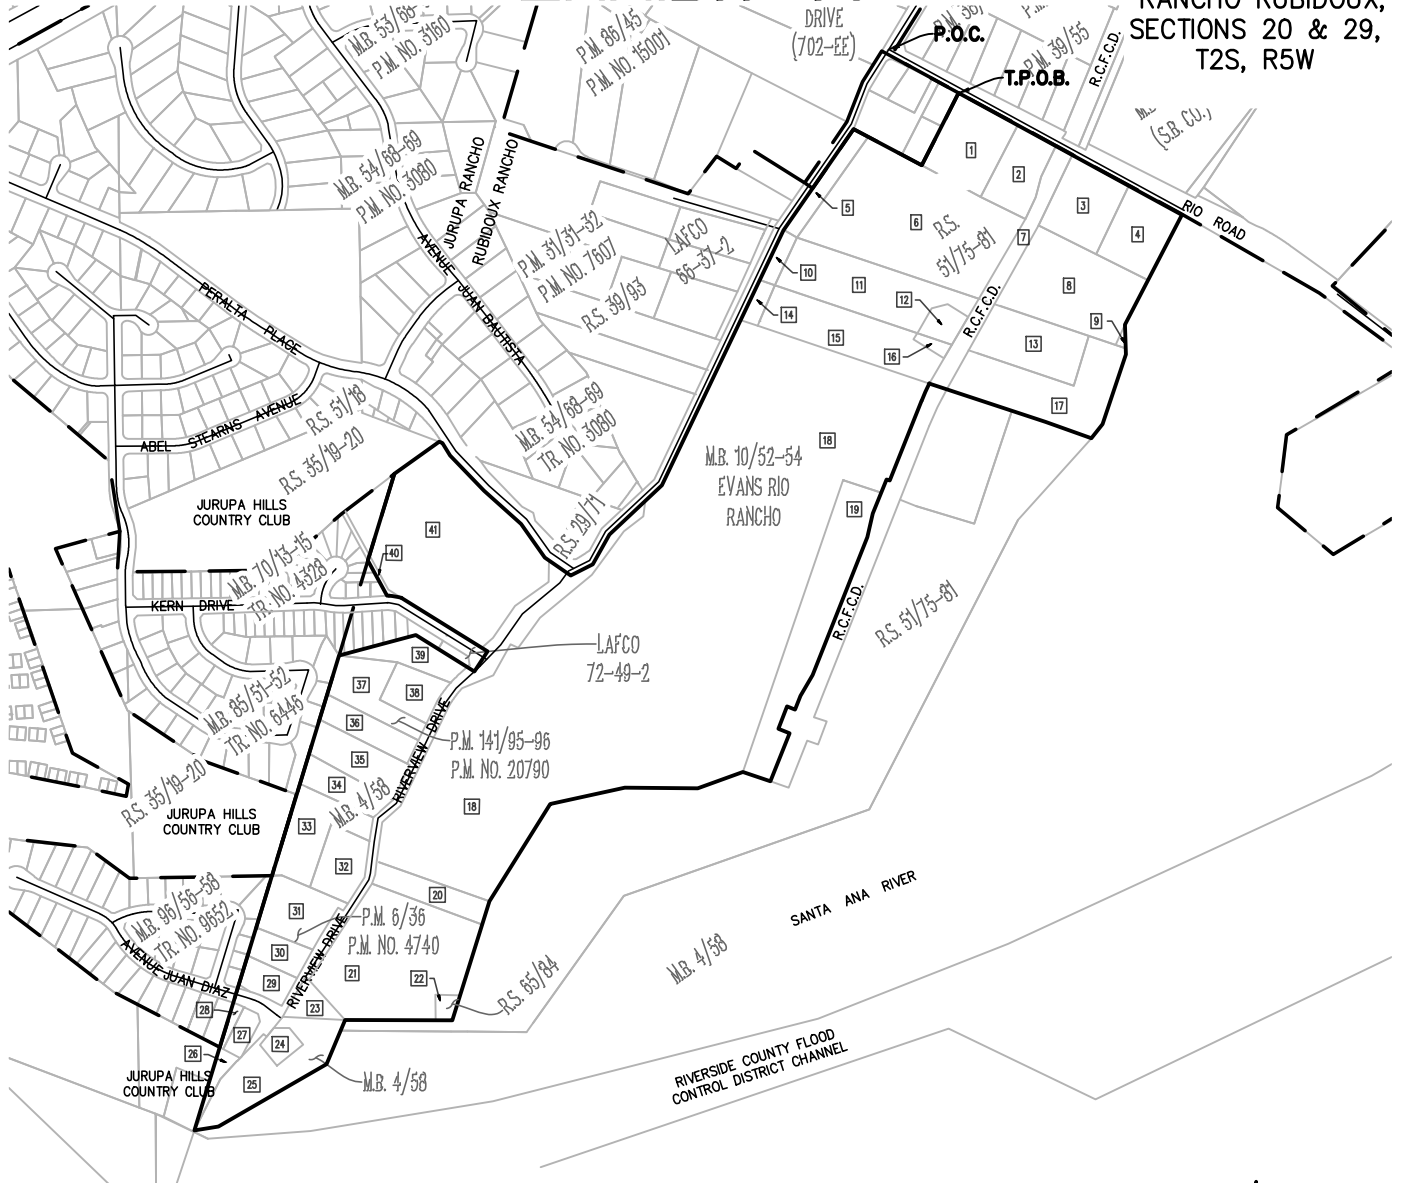 RANCHO RUBIDOUX,
SECTIONS 20 & 29,
T2S, R5W
DRIVE
(702-EE)
P.O.C.
T.P.O.B.
P.M. 39/55
R.C.F.C.D.
(S.B. CO.)
RIO ROAD
M.B. 53/68-
P.M. NO. 3160
P.M. 86/45
P.M. NO. 15001
M.B. 54/68-69
P.M. NO. 3080
JURUPA RANCHO
RUBIDOUX RANCHO
P.M. 31/31-32
P.M. NO. 7607
R.S. 39/93
LAFCO
66-37-2
AVENUE JUAN BAUTISTA
PERALTA PLACE
ABEL STEARNS AVENUE
R.S. 51/18
R.S. 35/19-20
M.B. 54/68-69
TR. NO. 3080
R.S. 29/71
R.S.
51/75-81
R.C.F.C.D.
1
2
3
4
5
6
7
8
9
10
11
12
13
14
15
16
17
18
19
M.B. 10/52-54
EVANS RIO
RANCHO
R.C.F.C.D.
R.S. 51/75-81
JURUPA HILLS
COUNTRY CLUB
41
40
M.B. 70/13-15
TR. NO. 4328
KERN DRIVE
LAFCO
72-49-2
39
38
37
36
35
34
33
32
31
30
29
28
27
26
25
24
23
22
21
20
18
M.B. 85/51-52
TR. NO. 6446
RIVERVIEW DRIVE
P.M. 141/95-96
P.M. NO. 20790
M.B. 4/58
R.S. 35/19-20
JURUPA HILLS
COUNTRY CLUB
M.B. 96/56-58
TR. NO. 9652
AVENUE JUAN DIAZ
RIVERVIEW DRIVE
P.M. 6/36
P.M. NO. 4740
R.S. 65/84
M.B. 4/58
SANTA ANA RIVER
M.B. 4/58
RIVERSIDE COUNTY FLOOD
CONTROL DISTRICT CHANNEL
JURUPA HILLS
COUNTRY CLUB